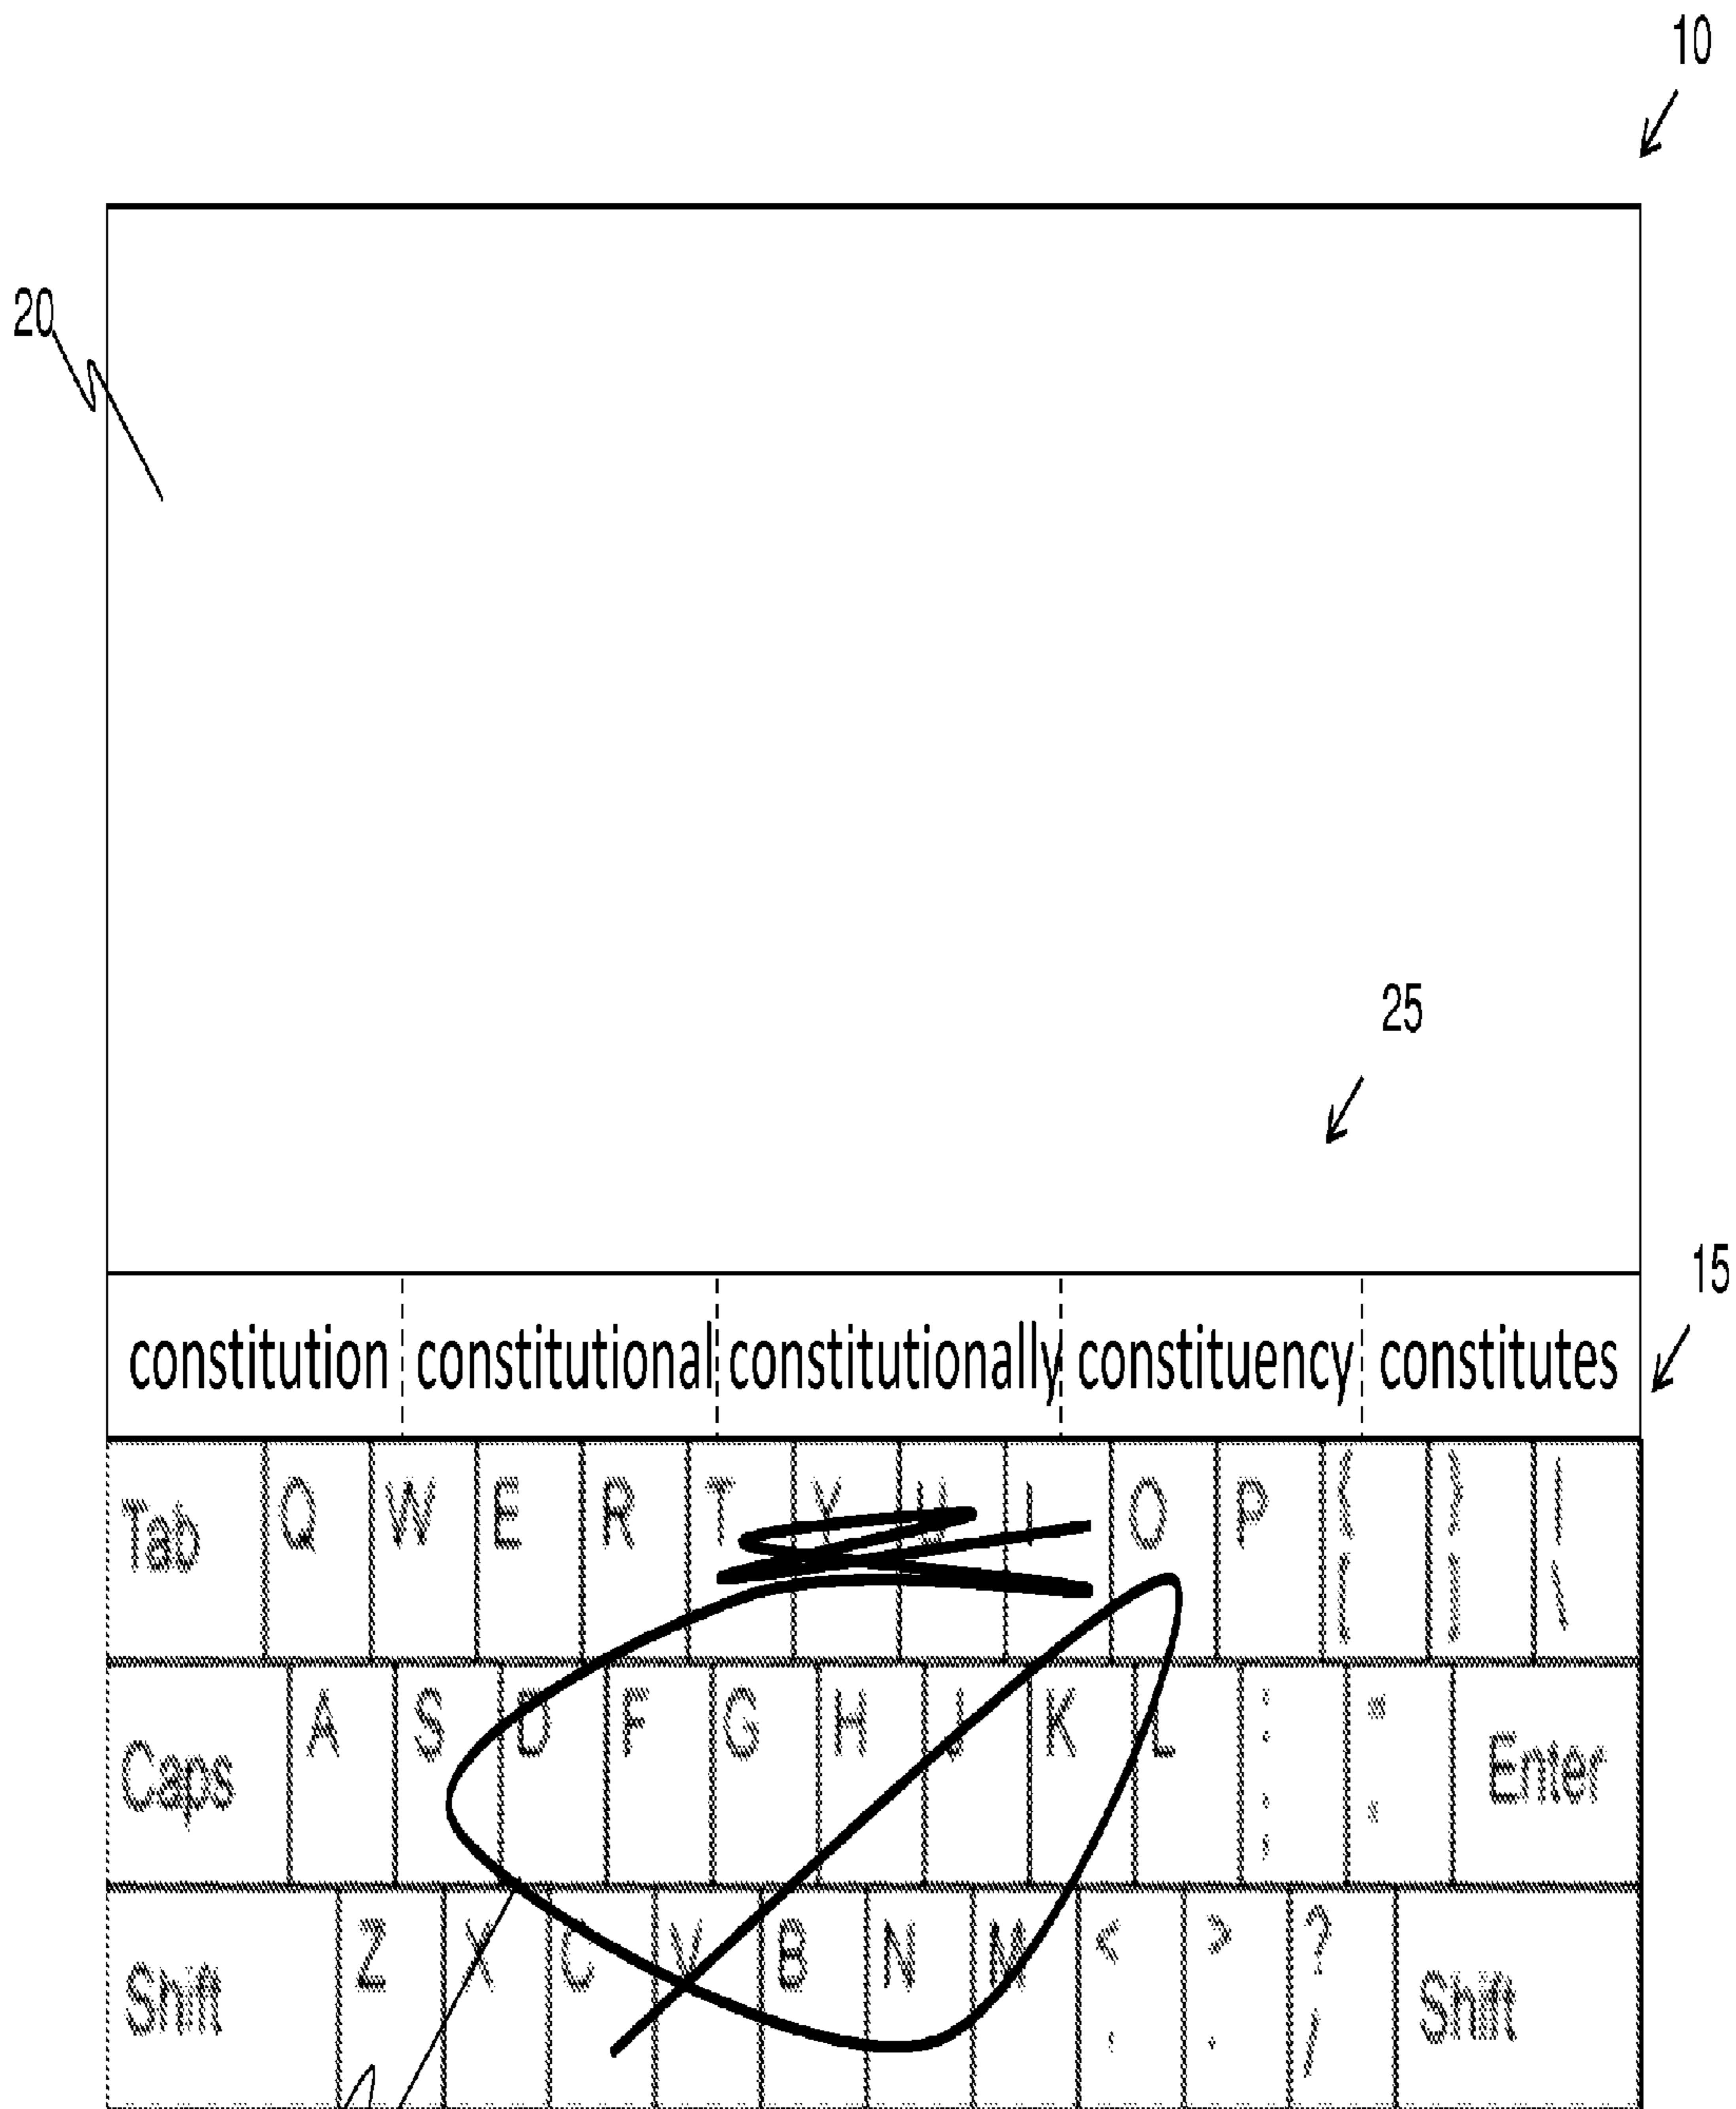 10
20
25
15
constitution constitutional constitutionally constituency constitutes
Tab Q W E R T Y U I O P { } |
[ ] \
Caps A S D F G H J K L : " Enter
; '
Shift Z X C V B N M < > ? Shift
, . /